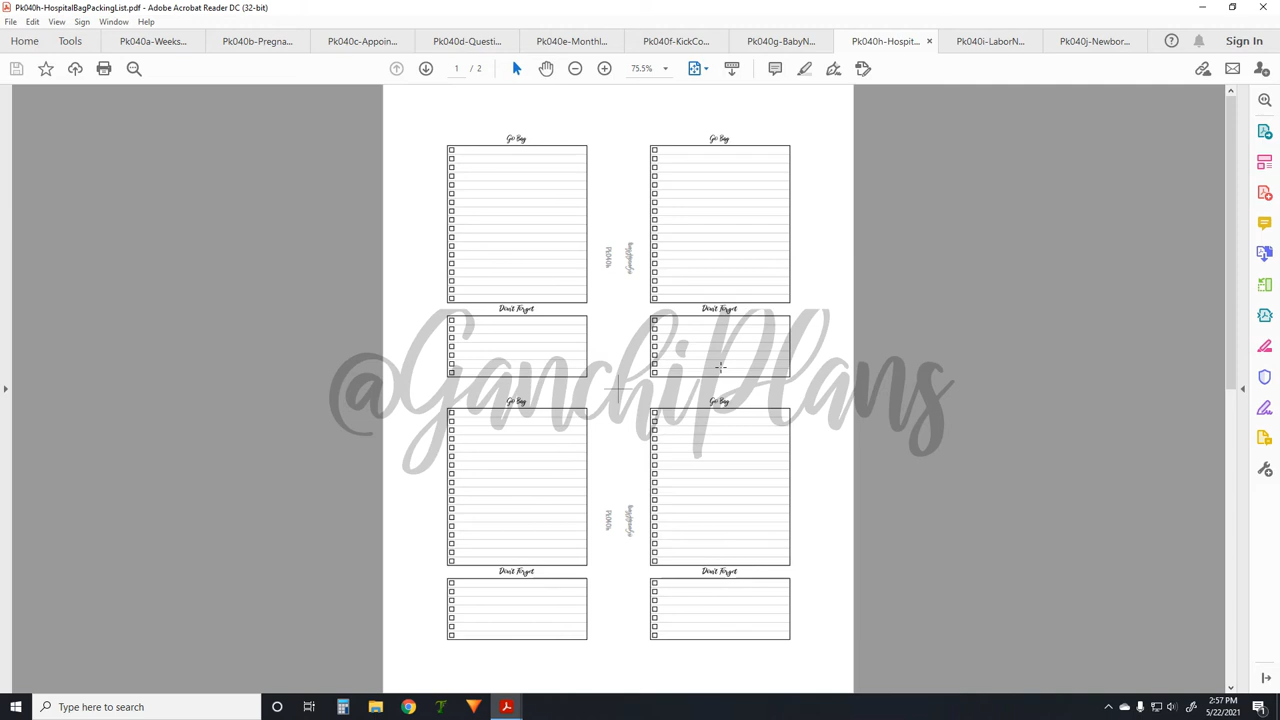 Pk040h-HospitalBagPackingList.pdf - Adobe Acrobat Reader DC (32-bit)
File Edit View Sign Window Help
Home Tools Pk040a-Weeks... Pk040b-Pregna... Pk040c-Appoin... Pk040d-Questi... Pk040e-Monthl... Pk040f-KickCo... Pk040g-BabyN... Pk040h-Hospit... × Pk040i-LaborN... Pk040j-Newbor... Sign In
1 / 2 75.5%
Go Bag Go Bag
Pk040h
Don't Forget Don't Forget
@GanchiPlans
Go Bag Go Bag
Pk040h
Don't Forget Don't Forget
Type here to search
2:57 PM
5/22/2021